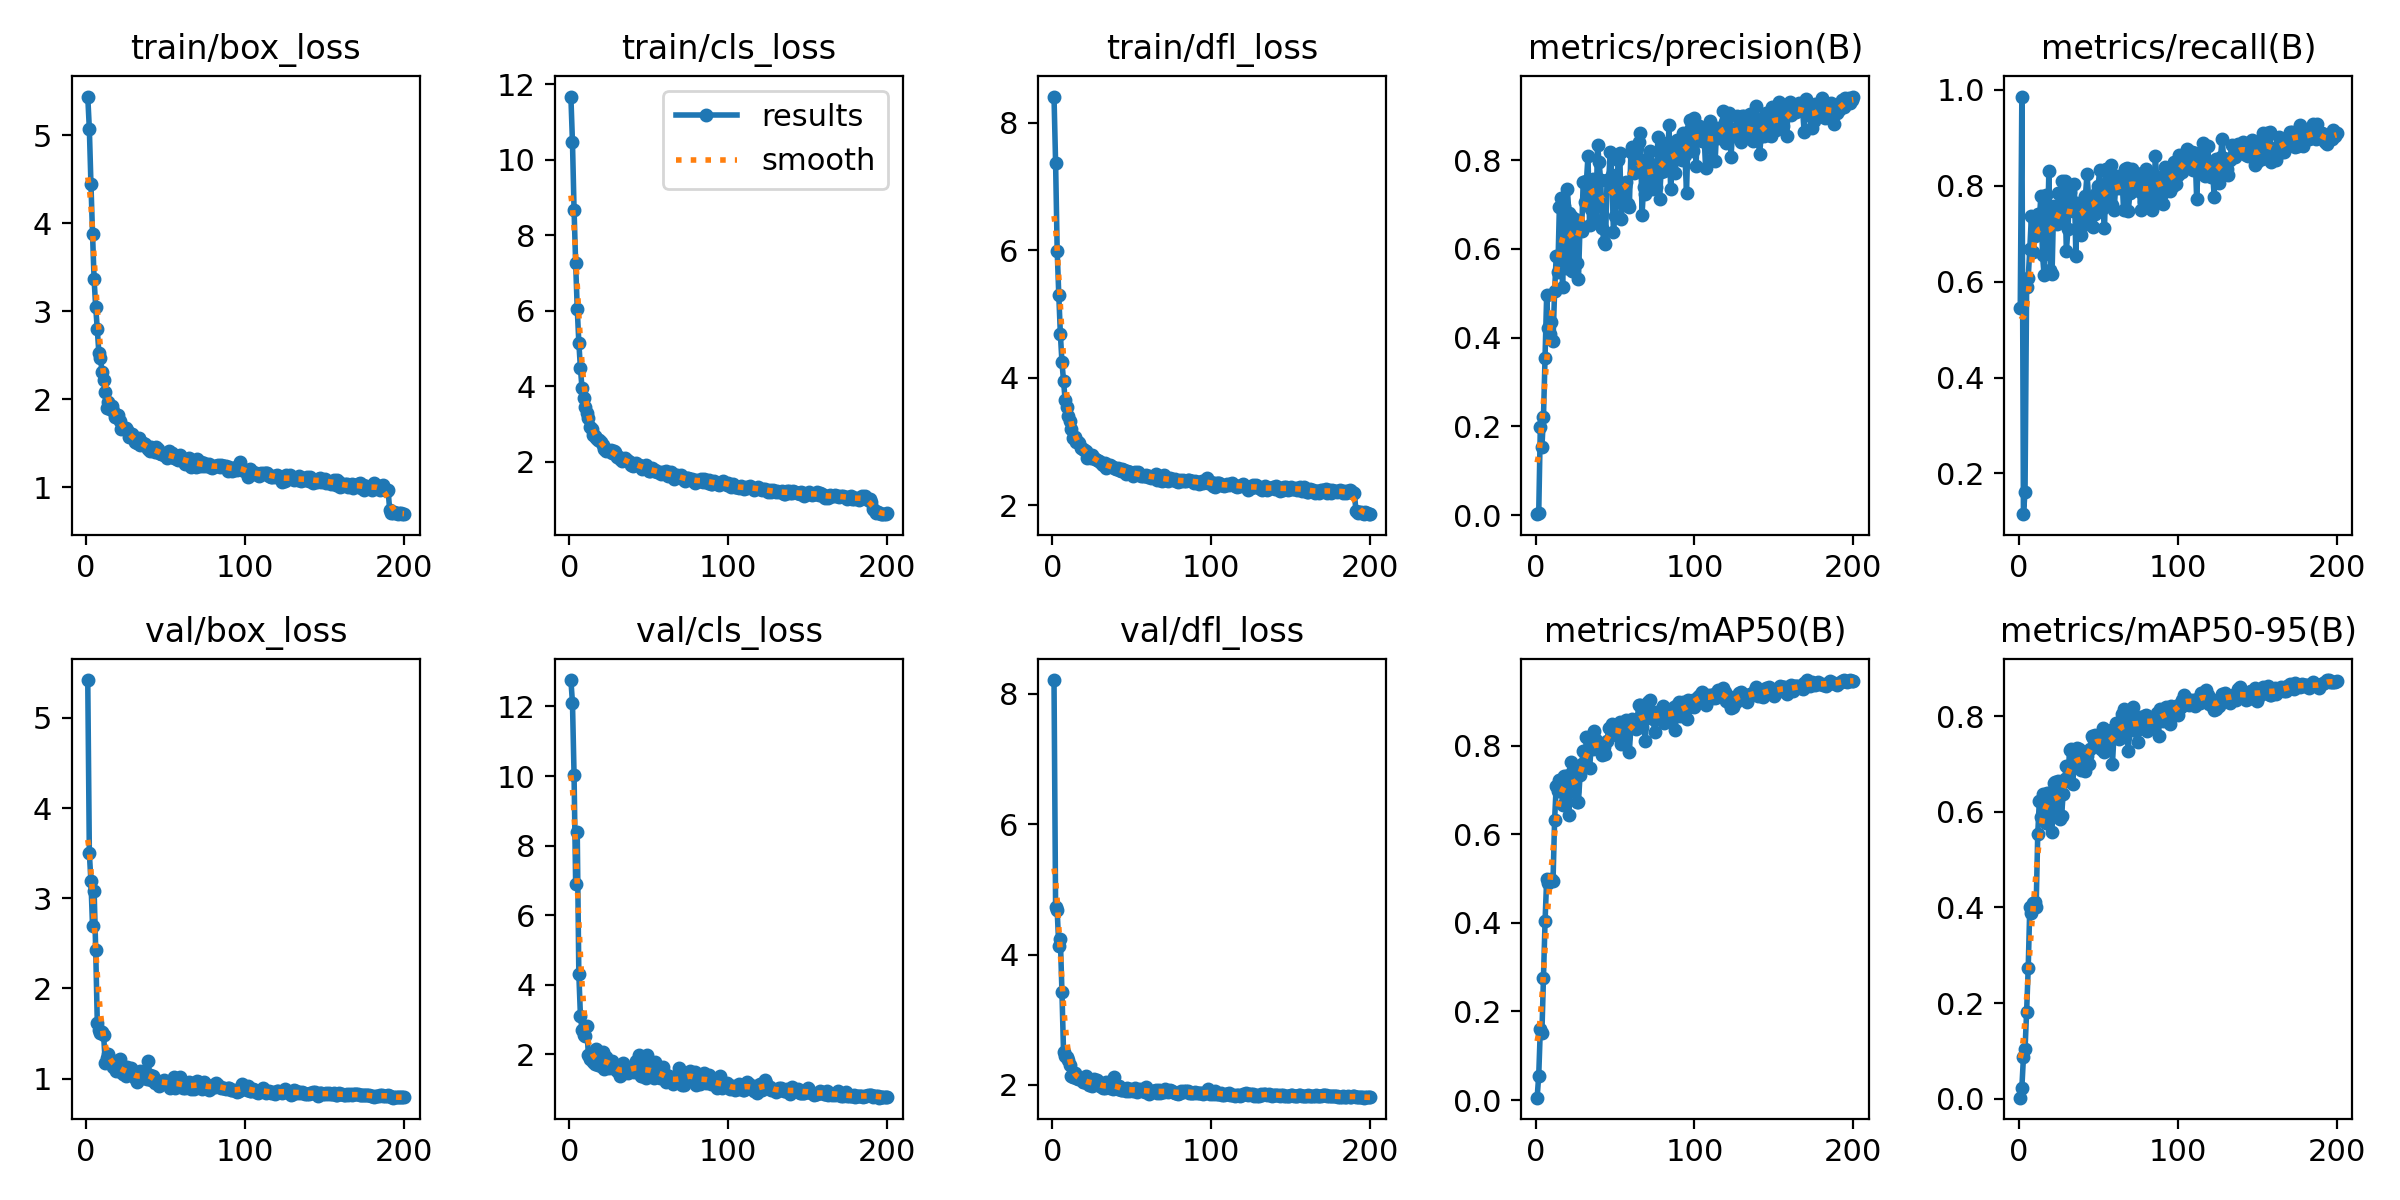 train/box_loss
5
4
3
2
1
0 100 200
train/cls_loss
results
smooth
12
10
8
6
4
2
0 100 200
train/dfl_loss
8
6
4
2
0 100 200
metrics/precision(B)
0.8
0.6
0.4
0.2
0.0
0 100 200
metrics/recall(B)
1.0
0.8
0.6
0.4
0.2
0 100 200
val/box_loss
5
4
3
2
1
0 100 200
val/cls_loss
12
10
8
6
4
2
0 100 200
val/dfl_loss
8
6
4
2
0 100 200
metrics/mAP50(B)
0.8
0.6
0.4
0.2
0.0
0 100 200
metrics/mAP50-95(B)
0.8
0.6
0.4
0.2
0.0
0 100 200